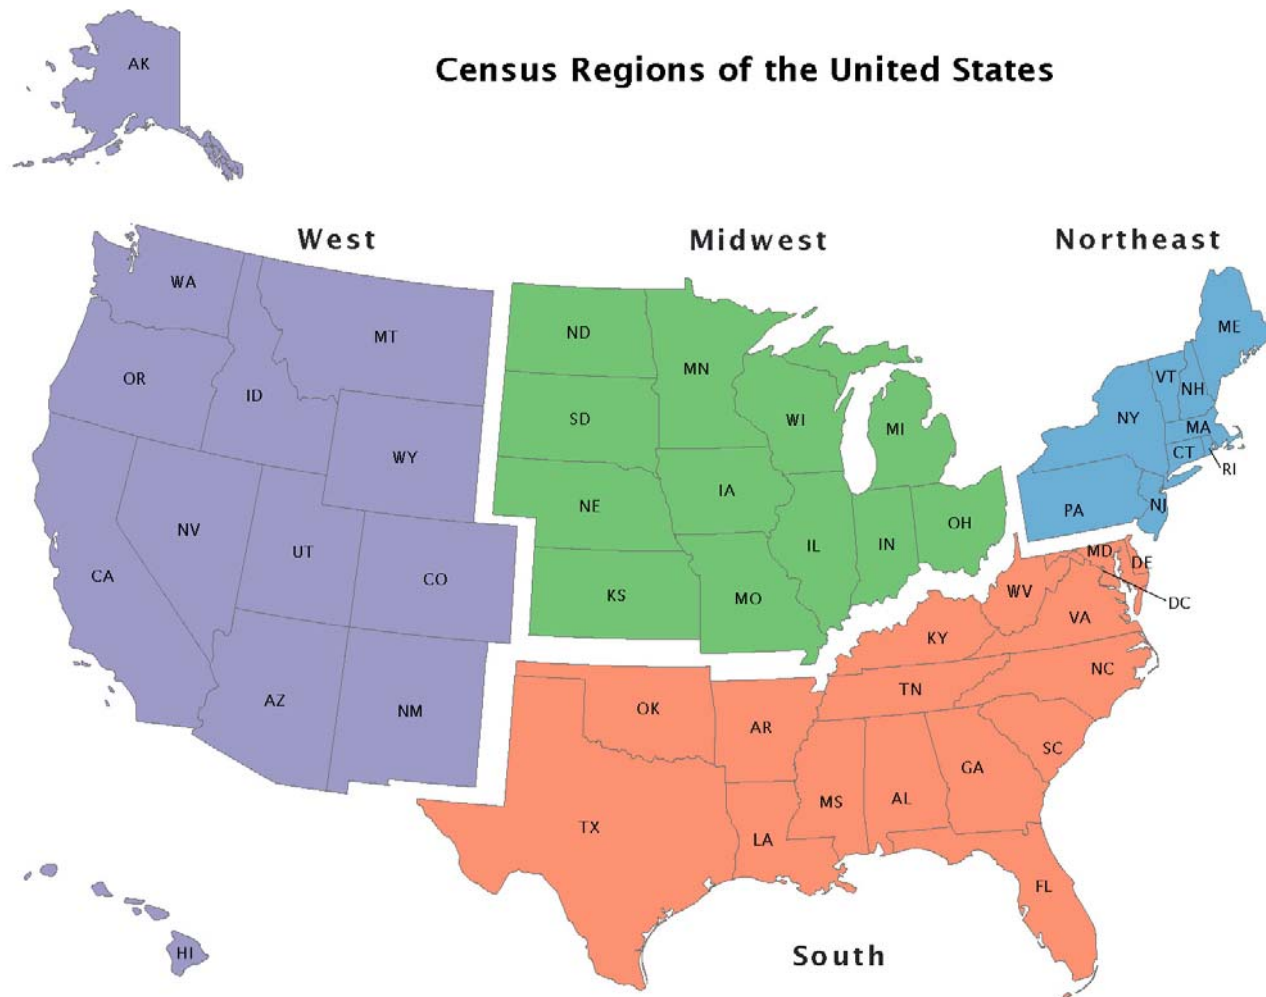 AK
Census Regions of the United States
West
Midwest
Northeast
WA
MT
ND
MN
ME
OR
ID
SD
WI
MI
NY
VT
NH
MA
CT
RI
WY
NE
IA
PA
NJ
NV
UT
CO
CA
KS
MO
IL
IN
OH
MD
DE
DC
WV
VA
KY
NC
TN
AZ
NM
OK
AR
SC
GA
MS
AL
TX
LA
FL
HI
South